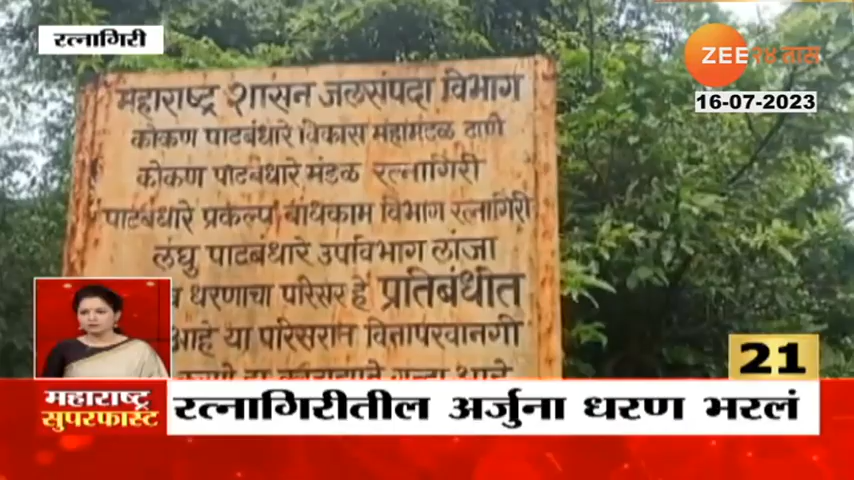 रत्नागिरी
ZEE २४ तास
16-07-2023
महाराष्ट्र शासन जलसंपदा विभाग
कोकण पाटबंधारे विकास महामंडळ ठाणे
कोकण पाटबंधारे मंडळ रत्नागिरी
पाटबंधारे प्रकल्प बांधकाम विभाग रत्नागिरी
लघु पाटबंधारे उपविभाग लांजा
व धरणाचा परिसर हे प्रतिबंधीत
आहे या परिसरात विनापरवानगी
21
महाराष्ट्र
सुपरफास्ट
रत्नागिरीतील अर्जुना धरण भरलं